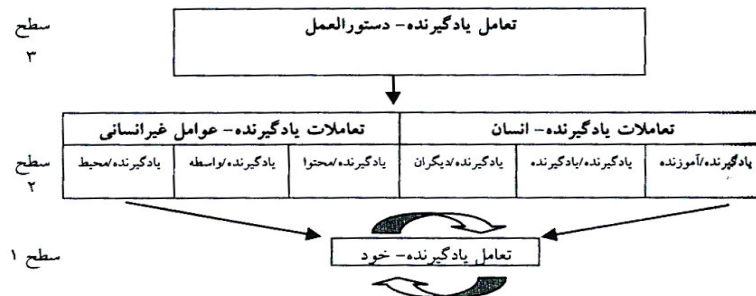 سطح
۳
تعامل یادگیرنده- دستورالعمل
تعاملات یادگیرنده- انسان
تعاملات یادگیرنده- عوامل غیرانسانی
سطح
۲
یادگیرنده/آموزنده
یادگیرنده/یادگیرنده
یادگیرنده/دیگران
یادگیرنده/محتوا
یادگیرنده/واسطه
یادگیرنده/محیط
سطح ۱
تعامل یادگیرنده- خود